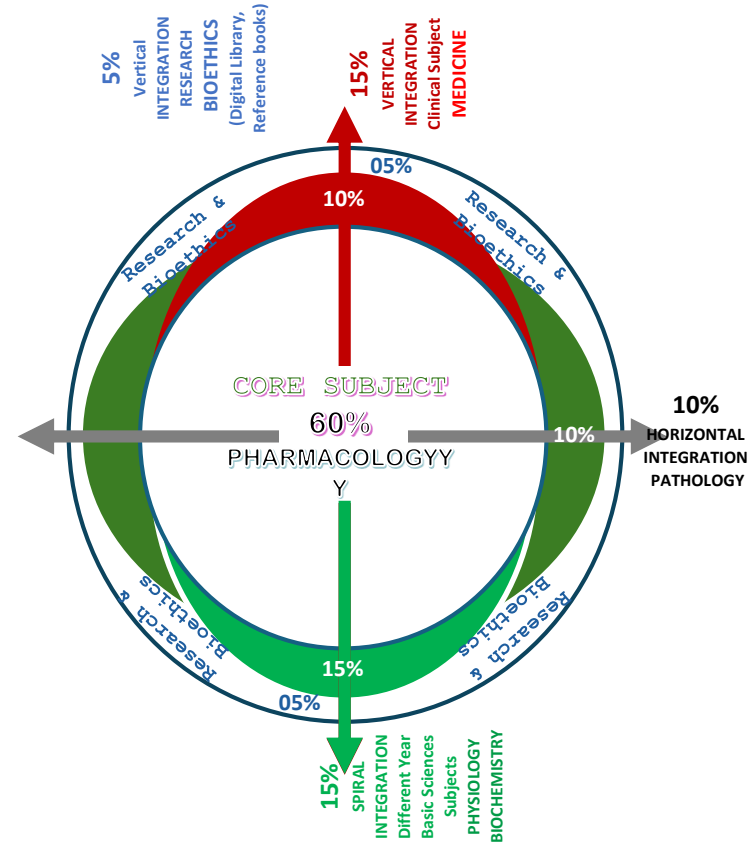 5%
Vertical
INTEGRATION
RESEARCH
BIOETHICS
(Digital Library,
Reference books)
15%
VERTICAL
INTEGRATION
Clinical Subject
MEDICINE
05%
10%
Research &
Bioethics
Research &
Bioethics
CORE SUBJECT
60%
PHARMACOLOGYY
Y
10%
10%
HORIZONTAL
INTEGRATION
PATHOLOGY
Research &
Bioethics
Research &
Bioethics
15%
05%
15%
SPIRAL
INTEGRATION
Different Year
Basic Sciences
Subjects
PHYSIOLOGY
BIOCHEMISTRY